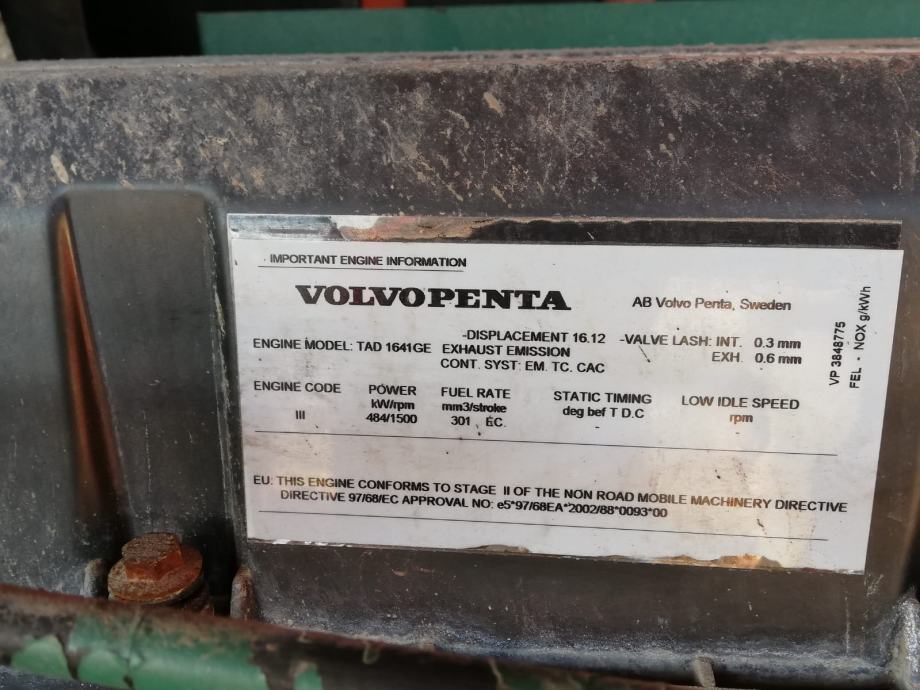 IMPORTANT ENGINE INFORMATION
VOLVO PENTA AB Volvo Penta, Sweden
-DISPLACEMENT 16.12 -VALVE LASH: INT. 0.3 mm
ENGINE MODEL: TAD 1641GE EXHAUST EMISSION EXH. 0.6 mm
CONT. SYST: EM. TC. CAC
ENGINE CODE POWER FUEL RATE STATIC TIMING LOW IDLE SPEED
kW/rpm mm3/stroke deg bef T D.C rpm
III 484/1500 301 EC. - -
EU: THIS ENGINE CONFORMS TO STAGE II OF THE NON ROAD MOBILE MACHINERY DIRECTIVE
DIRECTIVE 97/68/EC APPROVAL NO: e5*97/68EA*2002/88*0093*00
VP 3848775
FEL - NOX g/kWh